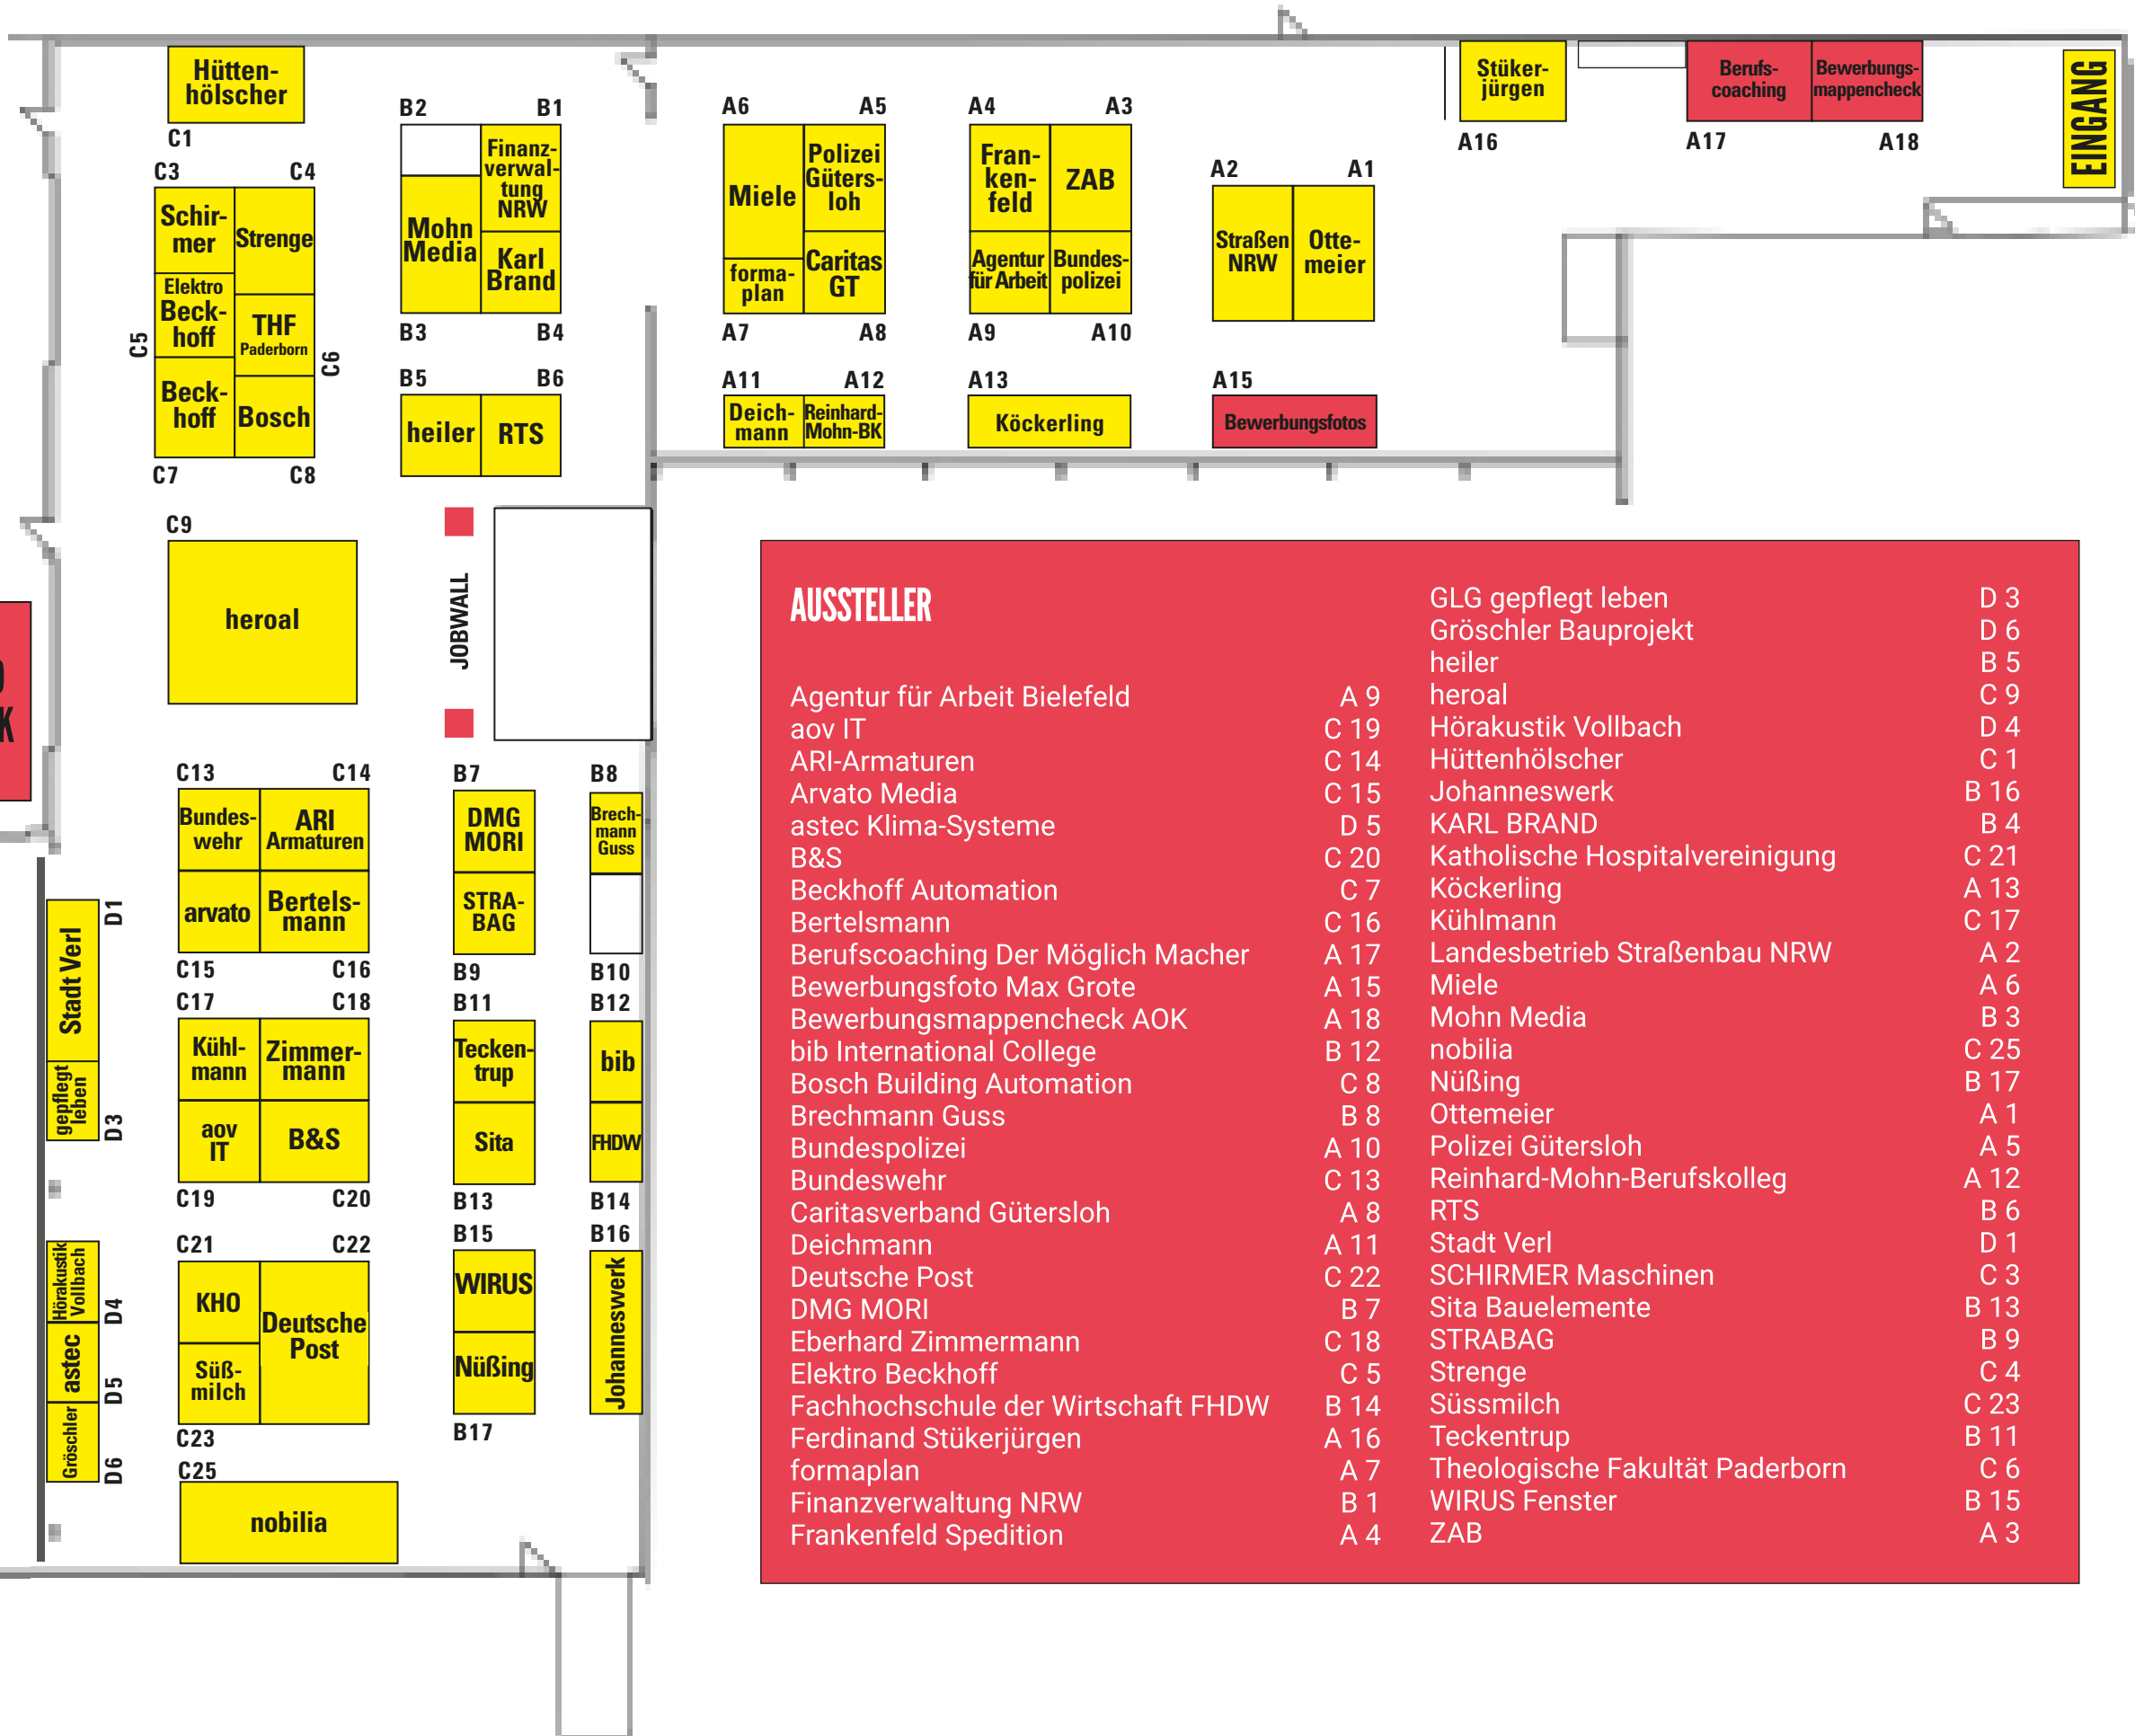 Hütten-
hölscher
C1
C3
C4
Schir-
mer
Strenge
Elektro
Beck-
hoff
THF
Paderborn
C5
C6
Beck-
hoff
Bosch
C7
C8
B2
B1
Finanz-
verwal-
tung
NRW
Mohn
Media
Karl
Brand
B3
B4
B5
B6
heiler
RTS
A6
A5
Miele
Polizei
Güters-
loh
forma-
plan
Caritas
GT
A7
A8
A4
A3
Fran-
ken-
feld
ZAB
Agentur
für Arbeit
Bundes-
polizei
A9
A10
A2
A1
Straßen
NRW
Otte-
meier
A11
A12
Deich-
mann
Reinhard-
Mohn-BK
A13
Köckerling
A15
Bewerbungsfotos
Stüker-
jürgen
A16
Berufs-
coaching
A17
Bewerbungs-
mappencheck
A18
EINGANG
C9
heroal
JOBWALL
K
C13
C14
Bundes-
wehr
ARI
Armaturen
arvato
Bertels-
mann
C15
C16
C17
C18
Kühl-
mann
Zimmer-
mann
aov
IT
B&S
C19
C20
C21
C22
KHO
Deutsche
Post
Süß-
milch
C23
C25
nobilia
B7
DMG
MORI
STRA-
BAG
B9
B8
Brech-
mann
Guss
B10
B11
Tecken-
trup
Sita
B13
B12
bib
FHDW
B14
B15
WIRUS
Nüßing
B17
B16
Johanneswerk
D1
Stadt Verl
gepflegt
leben
D3
Hörakustik
Vollbach
D4
astec
D5
Gröschler
D6
AUSSTELLER
Agentur für Arbeit Bielefeld A 9
aov IT C 19
ARI-Armaturen C 14
Arvato Media C 15
astec Klima-Systeme D 5
B&S C 20
Beckhoff Automation C 7
Bertelsmann C 16
Berufscoaching Der Möglich Macher A 17
Bewerbungsfoto Max Grote A 15
Bewerbungsmappencheck AOK A 18
bib International College B 12
Bosch Building Automation C 8
Brechmann Guss B 8
Bundespolizei A 10
Bundeswehr C 13
Caritasverband Gütersloh A 8
Deichmann A 11
Deutsche Post C 22
DMG MORI B 7
Eberhard Zimmermann C 18
Elektro Beckhoff C 5
Fachhochschule der Wirtschaft FHDW B 14
Ferdinand Stükerjürgen A 16
formaplan A 7
Finanzverwaltung NRW B 1
Frankenfeld Spedition A 4
GLG gepflegt leben D 3
Gröschler Bauprojekt D 6
heiler B 5
heroal C 9
Hörakustik Vollbach D 4
Hüttenhölscher C 1
Johanneswerk B 16
KARL BRAND B 4
Katholische Hospitalvereinigung C 21
Köckerling A 13
Kühlmann C 17
Landesbetrieb Straßenbau NRW A 2
Miele A 6
Mohn Media B 3
nobilia C 25
Nüßing B 17
Ottemeier A 1
Polizei Gütersloh A 5
Reinhard-Mohn-Berufskolleg A 12
RTS B 6
Stadt Verl D 1
SCHIRMER Maschinen C 3
Sita Bauelemente B 13
STRABAG B 9
Strenge C 4
Süssmilch C 23
Teckentrup B 11
Theologische Fakultät Paderborn C 6
WIRUS Fenster B 15
ZAB A 3